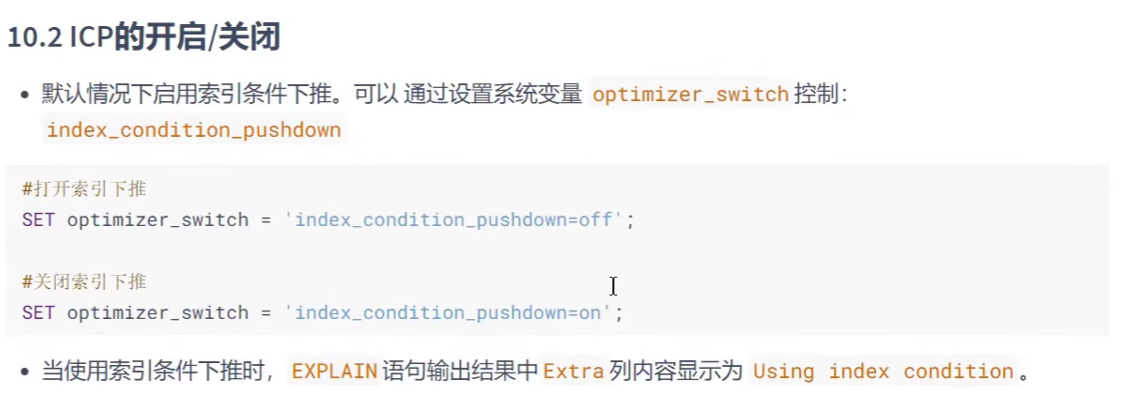 10.2 ICP的开启/关闭
• 默认情况下启用索引条件下推。可以 通过设置系统变量 optimizer_switch 控制：
index_condition_pushdown
#打开索引下推
SET optimizer_switch = 'index_condition_pushdown=off';
#关闭索引下推
SET optimizer_switch = 'index_condition_pushdown=on';
• 当使用索引条件下推时， EXPLAIN 语句输出结果中 Extra 列内容显示为 Using index condition 。